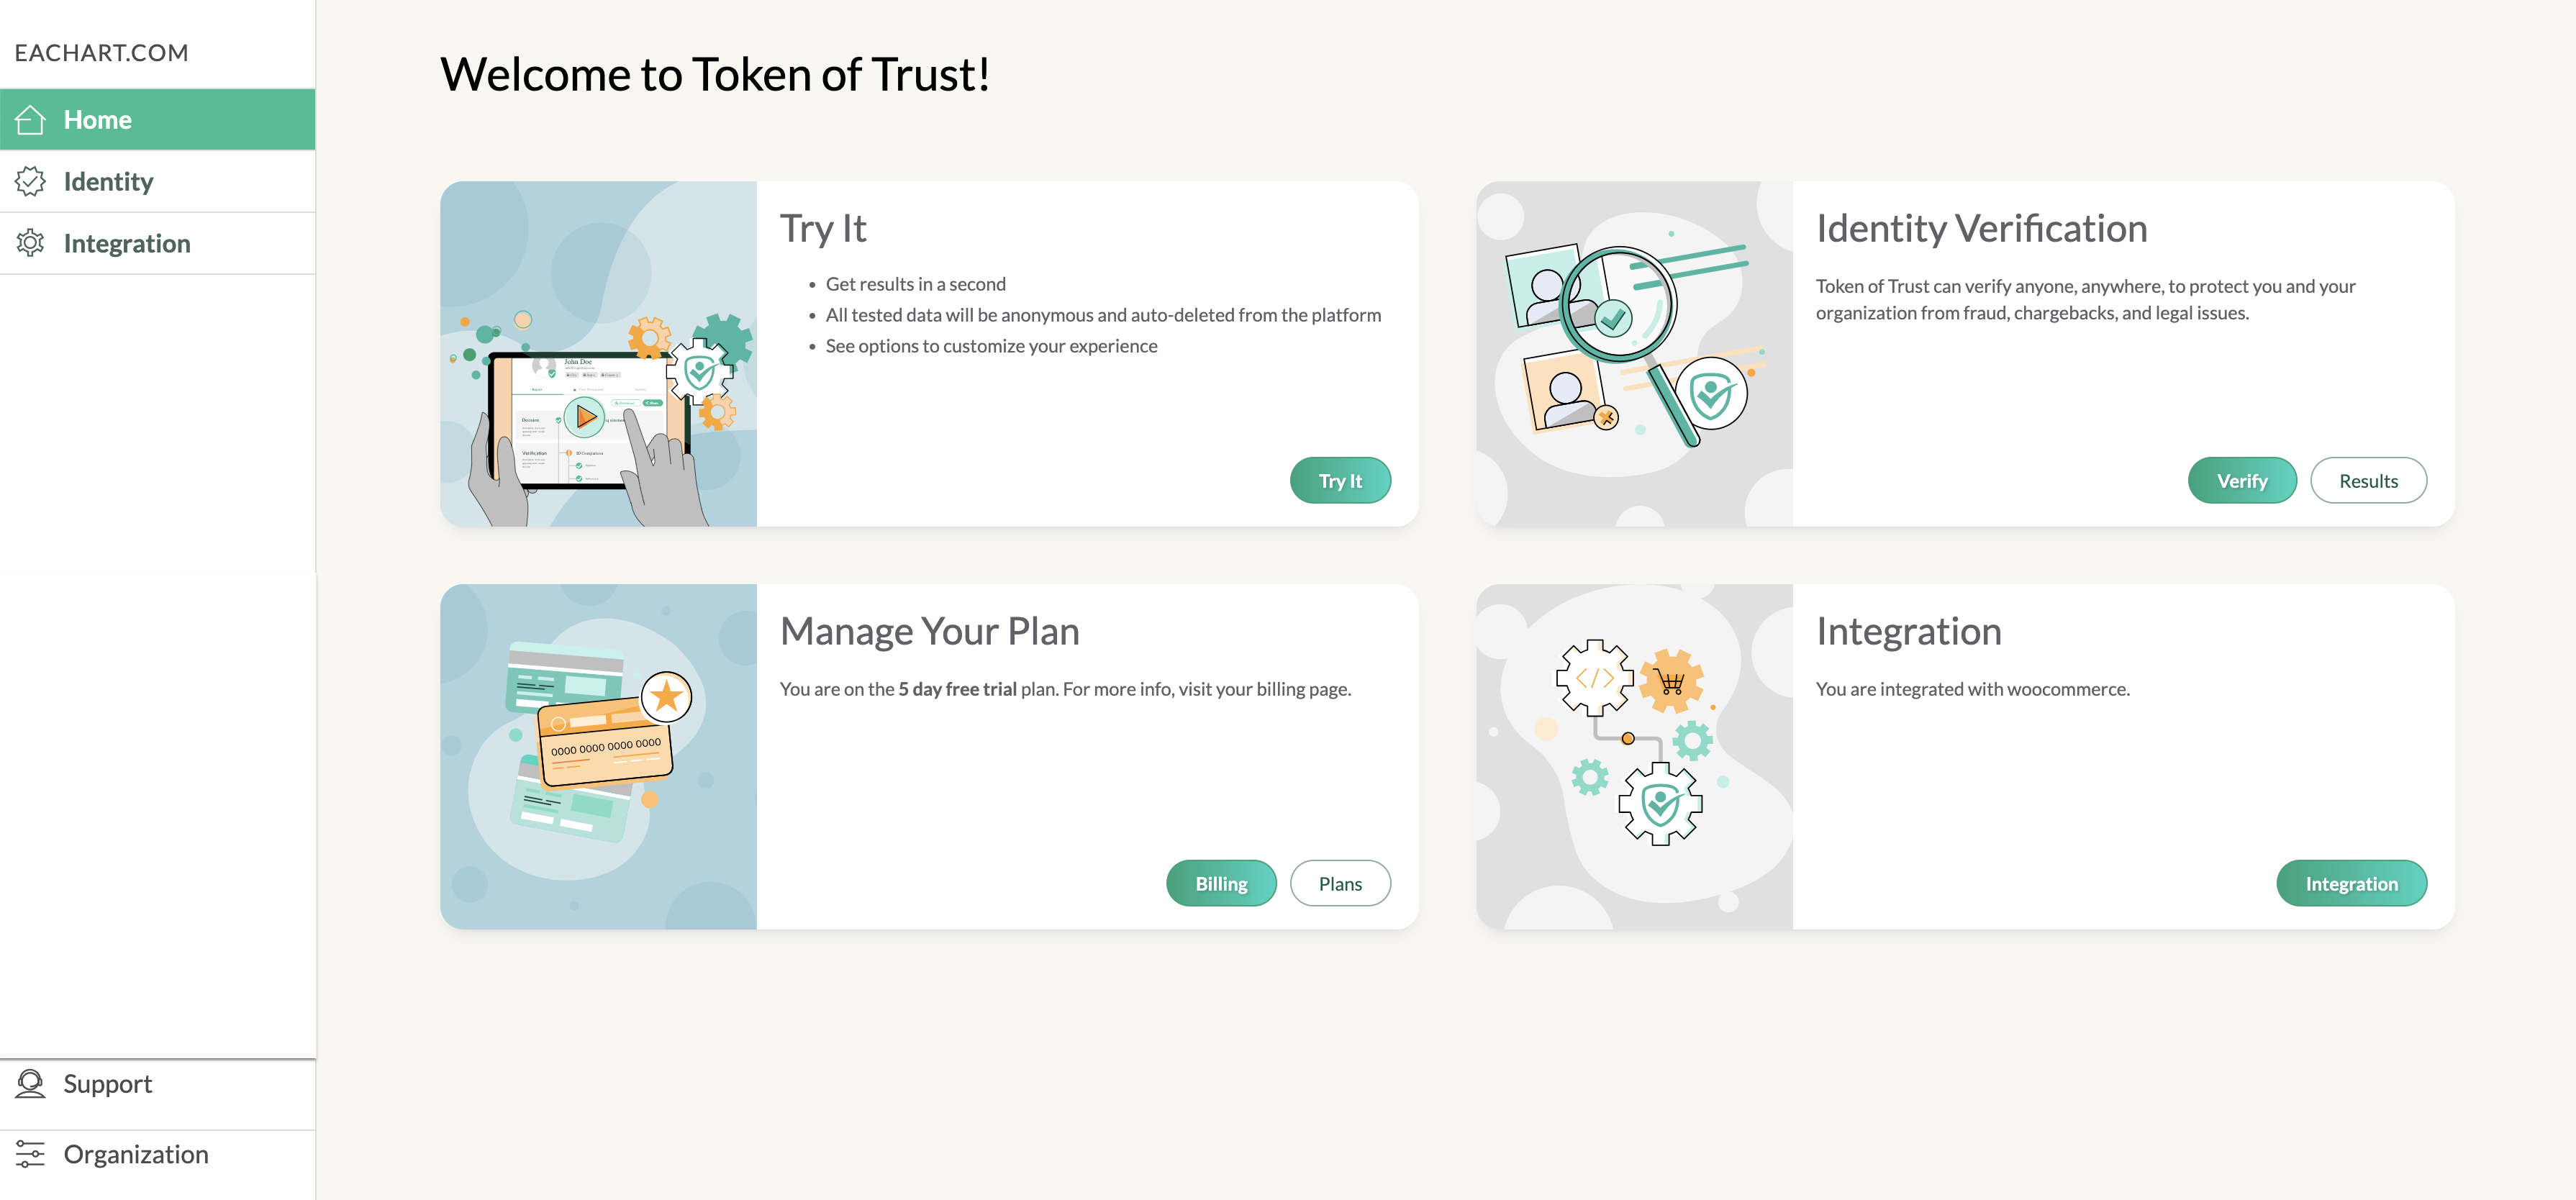 EACHART.COM
Home
Identity
Integration
Support
Organization
Welcome to Token of Trust!
Try It
Get results in a second
All tested data will be anonymous and auto-deleted from the platform
See options to customize your experience
Try It
John Doe
Decision
Verification
ID Comparison
Identity Verification
Token of Trust can verify anyone, anywhere, to protect you and your
organization from fraud, chargebacks, and legal issues.
Verify
Results
Manage Your Plan
You are on the 5 day free trial plan. For more info, visit your billing page.
0000 0000 0000 0000
Billing
Plans
Integration
You are integrated with woocommerce.
</>
Integration